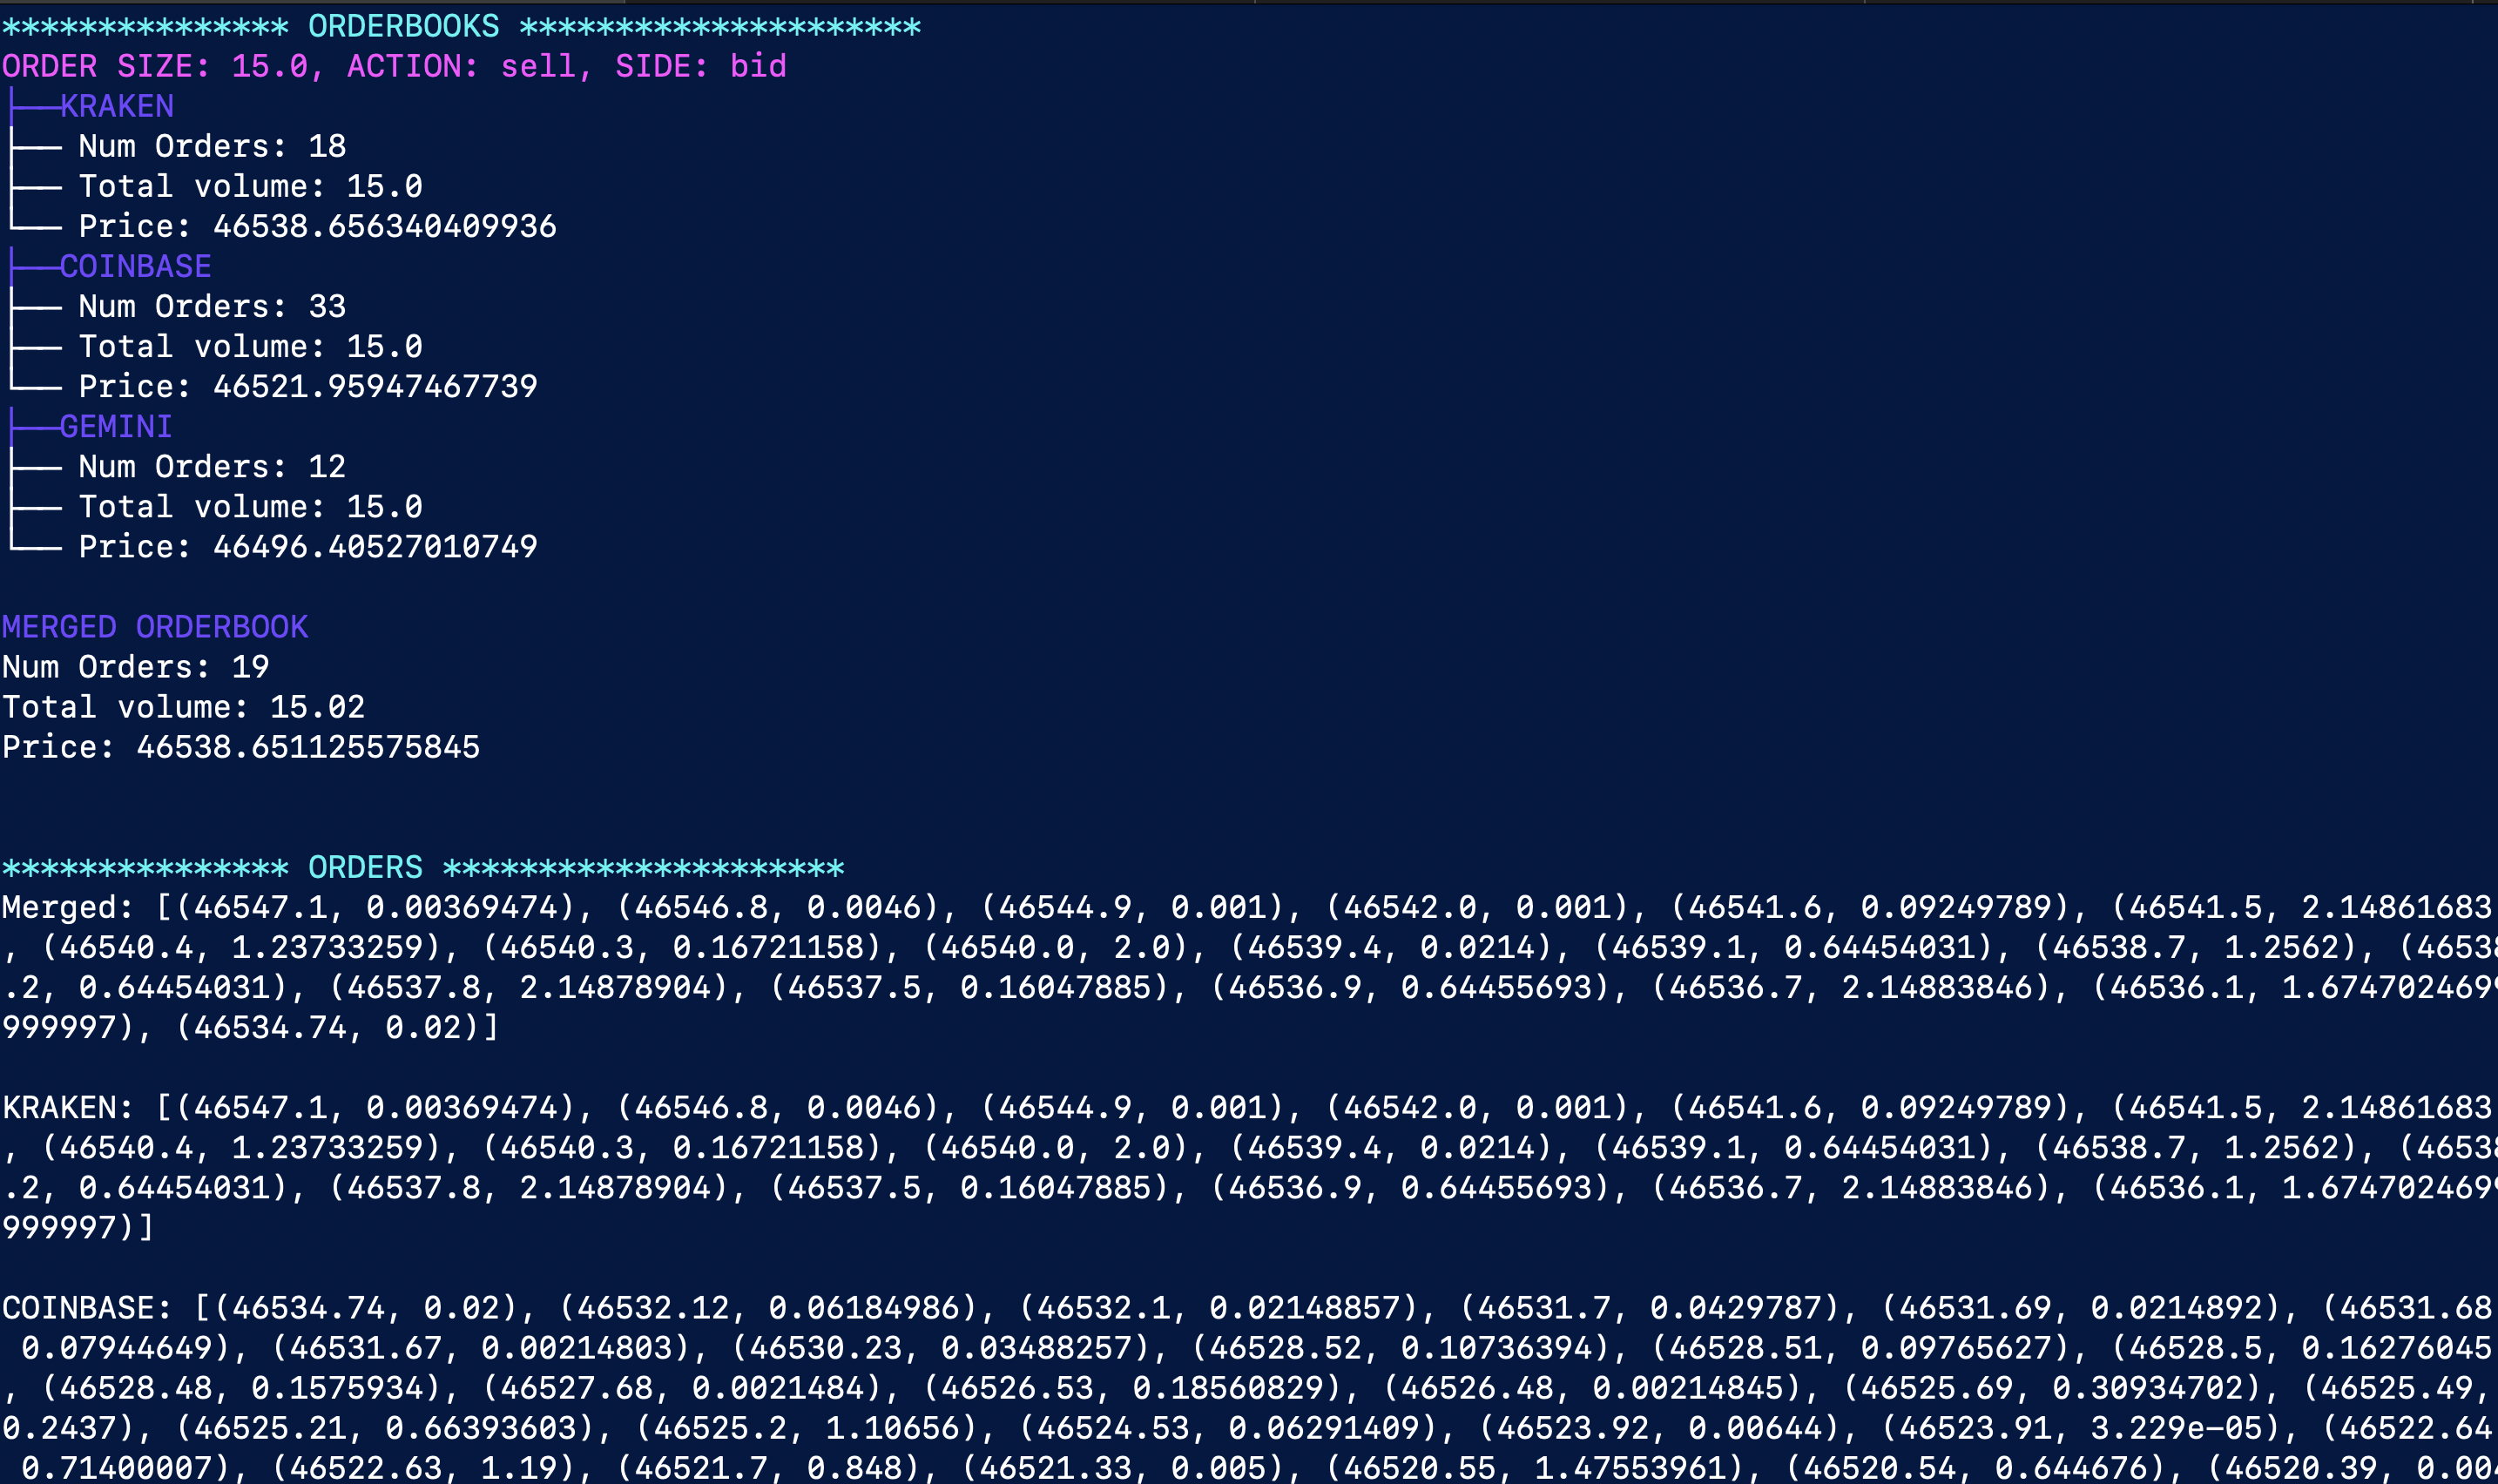 *************** ORDERBOOKS *********************
ORDER SIZE: 15.0, ACTION: sell, SIDE: bid
├──KRAKEN
├── Num Orders: 18
├── Total volume: 15.0
└── Price: 46538.656340409936
├──COINBASE
├── Num Orders: 33
├── Total volume: 15.0
└── Price: 46521.95947467739
├──GEMINI
├── Num Orders: 12
├── Total volume: 15.0
└── Price: 46496.40527010749
MERGED ORDERBOOK
Num Orders: 19
Total volume: 15.02
Price: 46538.651125575845
*************** ORDERS *********************
Merged: [(46547.1, 0.00369474), (46546.8, 0.0046), (46544.9, 0.001), (46542.0, 0.001), (46541.6, 0.09249789), (46541.5, 2.14861683
, (46540.4, 1.23733259), (46540.3, 0.16721158), (46540.0, 2.0), (46539.4, 0.0214), (46539.1, 0.64454031), (46538.7, 1.2562), (46538
.2, 0.64454031), (46537.8, 2.14878904), (46537.5, 0.16047885), (46536.9, 0.64455693), (46536.7, 2.14883846), (46536.1, 1.6747024699
999997), (46534.74, 0.02)]
KRAKEN: [(46547.1, 0.00369474), (46546.8, 0.0046), (46544.9, 0.001), (46542.0, 0.001), (46541.6, 0.09249789), (46541.5, 2.14861683
, (46540.4, 1.23733259), (46540.3, 0.16721158), (46540.0, 2.0), (46539.4, 0.0214), (46539.1, 0.64454031), (46538.7, 1.2562), (46538
.2, 0.64454031), (46537.8, 2.14878904), (46537.5, 0.16047885), (46536.9, 0.64455693), (46536.7, 2.14883846), (46536.1, 1.6747024699
999997)]
COINBASE: [(46534.74, 0.02), (46532.12, 0.06184986), (46532.1, 0.02148857), (46531.7, 0.0429787), (46531.69, 0.0214892), (46531.68
0.07944649), (46531.67, 0.00214803), (46530.23, 0.03488257), (46528.52, 0.10736394), (46528.51, 0.09765627), (46528.5, 0.16276045
, (46528.48, 0.1575934), (46527.68, 0.0021484), (46526.53, 0.18560829), (46526.48, 0.00214845), (46525.69, 0.30934702), (46525.49,
0.2437), (46525.21, 0.66393603), (46525.2, 1.10656), (46524.53, 0.06291409), (46523.92, 0.00644), (46523.91, 3.229e-05), (46522.64
0.71400007), (46522.63, 1.19), (46521.7, 0.848), (46521.33, 0.005), (46520.55, 1.47553961), (46520.54, 0.644676), (46520.39, 0.00